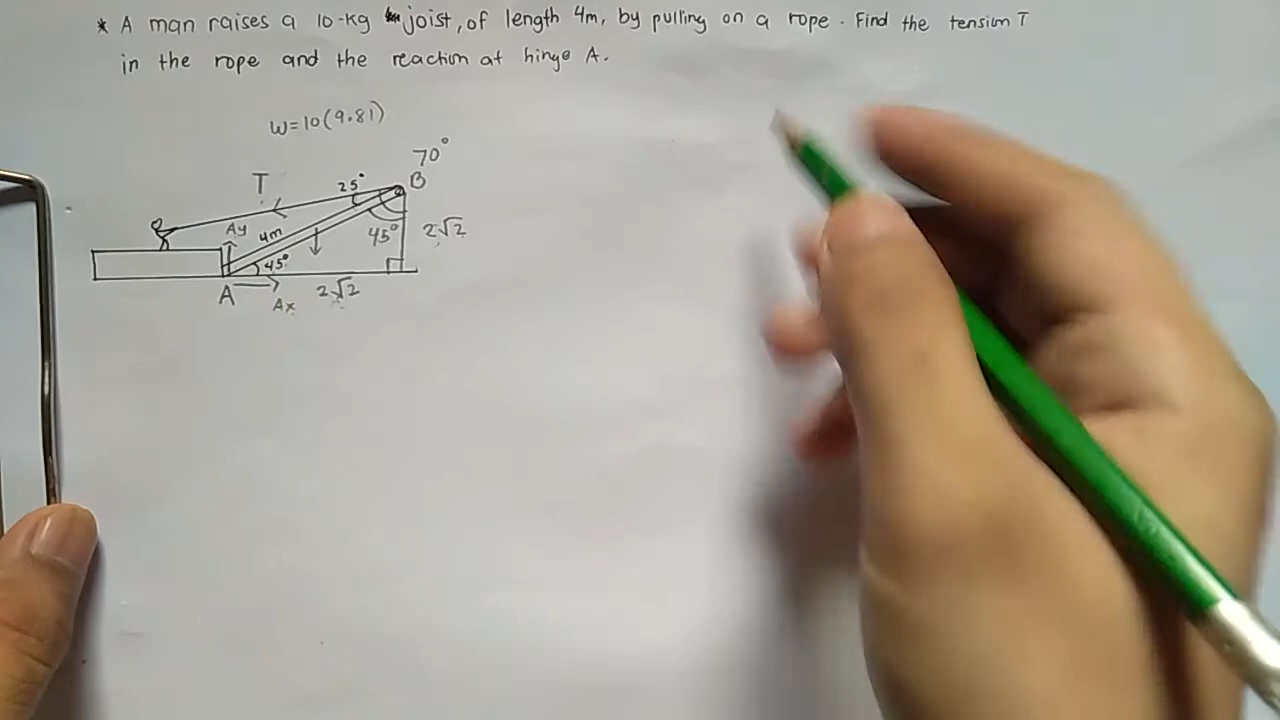 * A man raises a 10-kg joist, of length 4m, by pulling on a rope. Find the tension T
in the rope and the reaction at hinge A.
W=10(9.81)
70°
T
25°
B
Ay
4m
45°
2√2
45°
A
Ax
2√2